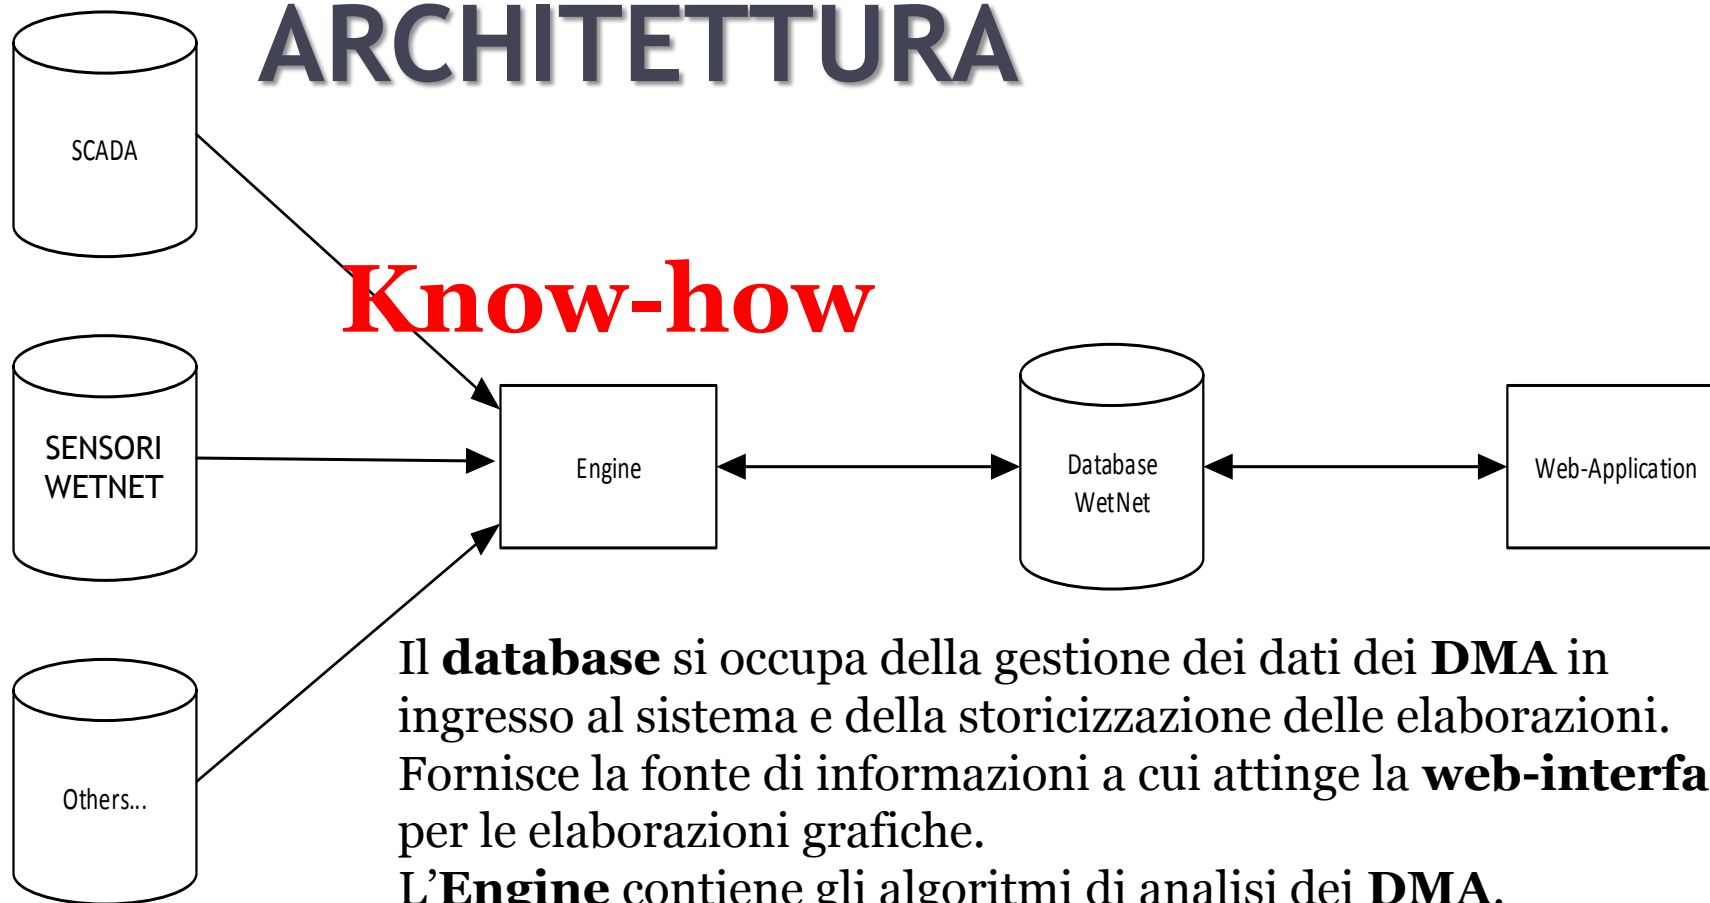 ARCHITETTURA
SCADA
Know-how
SENSORI
WETNET
Engine
Database
WetNet
Web-Application
Others...
Il database si occupa della gestione dei dati dei DMA in
ingresso al sistema e della storicizzazione delle elaborazioni.
Fornisce la fonte di informazioni a cui attinge la web-interfa
per le elaborazioni grafiche.
L’Engine contiene gli algoritmi di analisi dei DMA.